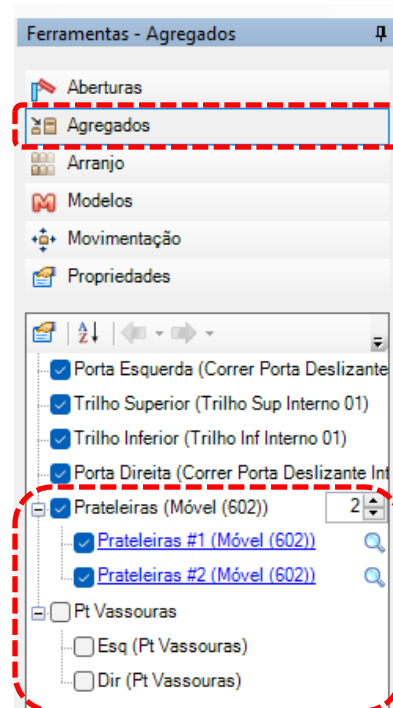 Ferramentas - Agregados
Aberturas
Agregados
Arranjo
Modelos
Movimentação
Propriedades
Porta Esquerda (Correr Porta Deslizante
Trilho Superior (Trilho Sup Interno 01)
Trilho Inferior (Trilho Inf Interno 01)
Porta Direita (Correr Porta Deslizante Int
Prateleiras (Móvel (602)) 2
Prateleiras #1 (Móvel (602))
Prateleiras #2 (Móvel (602))
Pt Vassouras
Esq (Pt Vassouras)
Dir (Pt Vassouras)